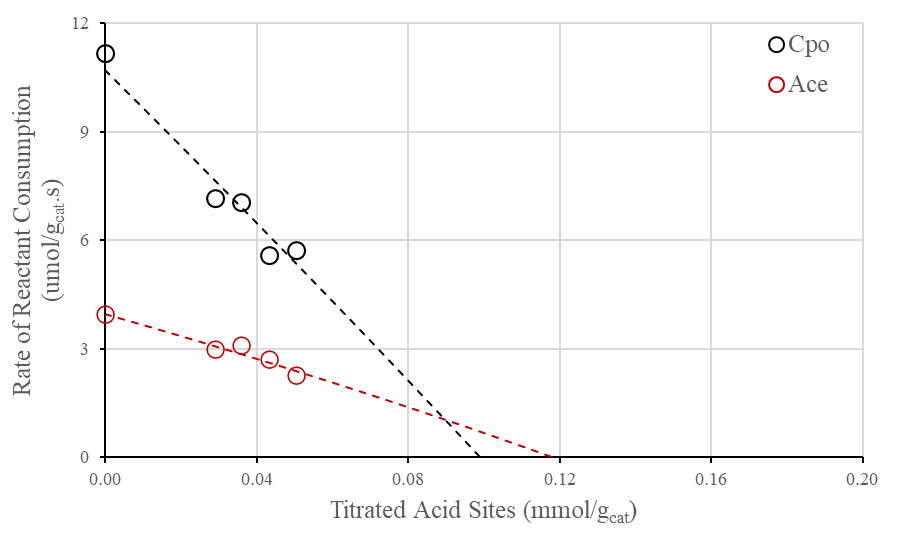 12
9
6
3
0
0.00
0.04
0.08
0.12
0.16
0.20
Rate of Reactant Consumption
(umol/gcat.s)
Titrated Acid Sites (mmol/gcat)
Cpo
Ace